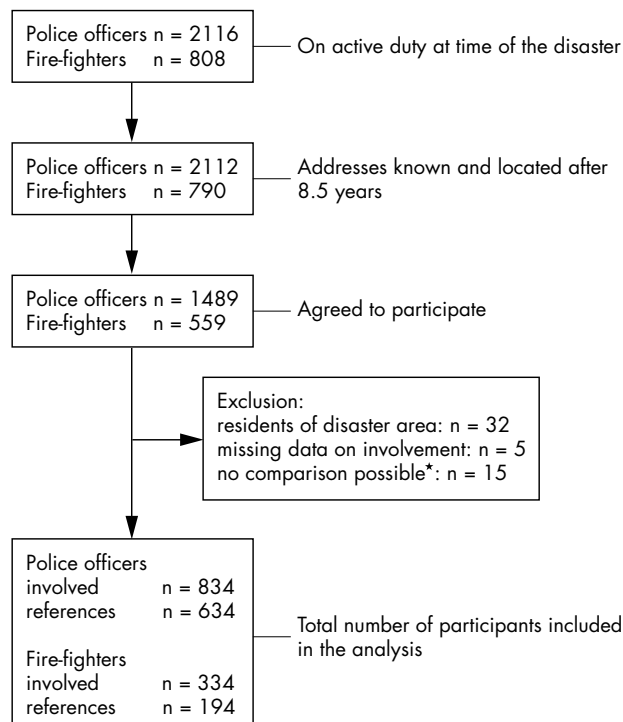 Police officers n = 2116
Fire-fighters n = 808
On active duty at time of the disaster
Police officers n = 2112
Fire-fighters n = 790
Addresses known and located after
8.5 years
Police officers n = 1489
Fire-fighters n = 559
Agreed to participate
Exclusion:
residents of disaster area: n = 32
missing data on involvement: n = 5
no comparison possible★: n = 15
Police officers
involved n = 834
references n = 634
Fire-fighters
involved n = 334
references n = 194
Total number of participants included
in the analysis